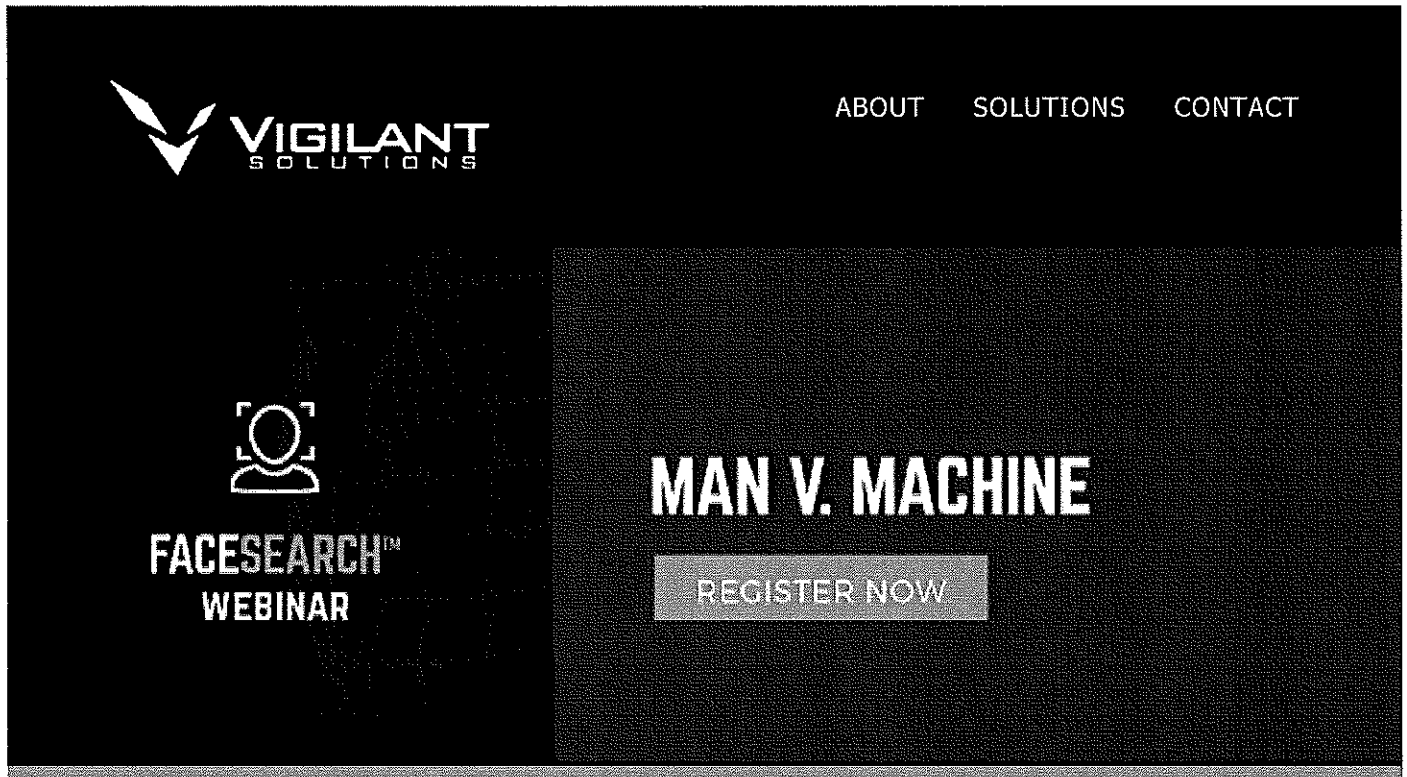 VIGILANT
SOLUTIONS
ABOUT SOLUTIONS CONTACT
FACESEARCH™
WEBINAR
MAN V. MACHINE
REGISTER NOW